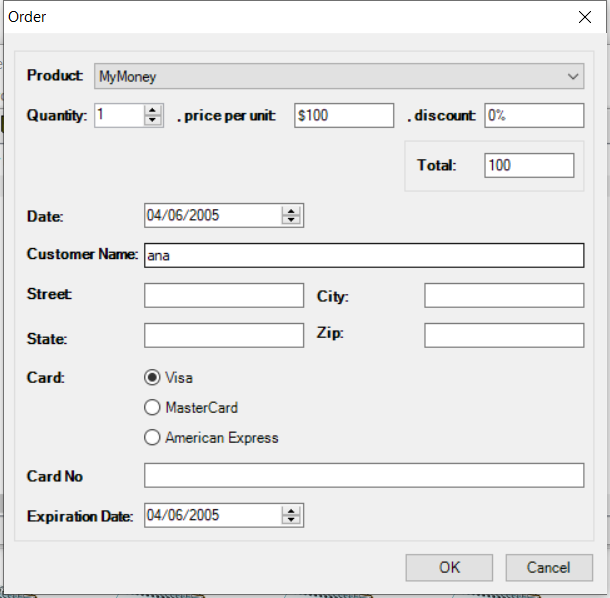 Order
Product: MyMoney
Quantity: 1 . price per unit: $100 . discount: 0%
Total: 100
Date: 04/06/2005
Customer Name: ana
Street: City:
State: Zip:
Card: Visa
MasterCard
American Express
Card No
Expiration Date: 04/06/2005
OK Cancel